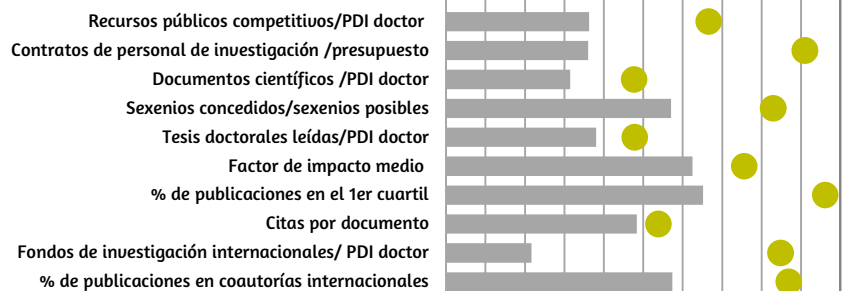 Recursos públicos competitivos/PDI doctor
Contratos de personal de investigación /presupuesto
Documentos científicos /PDI doctor
Sexenios concedidos/sexenios posibles
Tesis doctorales leídas/PDI doctor
Factor de impacto medio
% de publicaciones en el 1er cuartil
Citas por documento
Fondos de investigación internacionales/ PDI doctor
% de publicaciones en coautorías internacionales